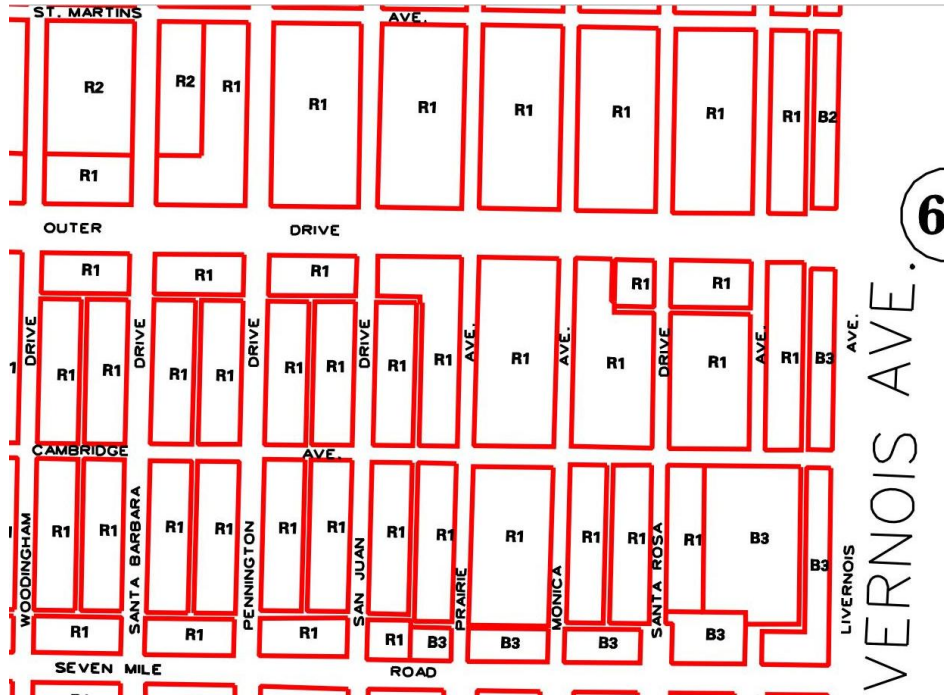 ST. MARTINS AVE.
R2 R2 R1 R1 R1 R1 R1 R1 R1 B2
R1
6
OUTER DRIVE
R1 R1 R1 R1 R1
DRIVE DRIVE DRIVE DRIVE AVE. AVE. DRIVE AVE. AVE.
1 R1 R1 R1 R1 R1 R1 R1 R1 R1 R1 R1 R1 B3
CAMBRIDGE AVE.
R1 R1 R1 R1 R1 R1 R1 R1 R1 R1 R1 R1 B3 B3
WOODINGHAM SANTA BARBARA PENNINGTON SAN JUAN PRAIRIE MONICA SANTA ROSA LIVERNOIS
R1 R1 R1 R1 B3 B3 B3 B3
SEVEN MILE ROAD
VERNOIS AVE.